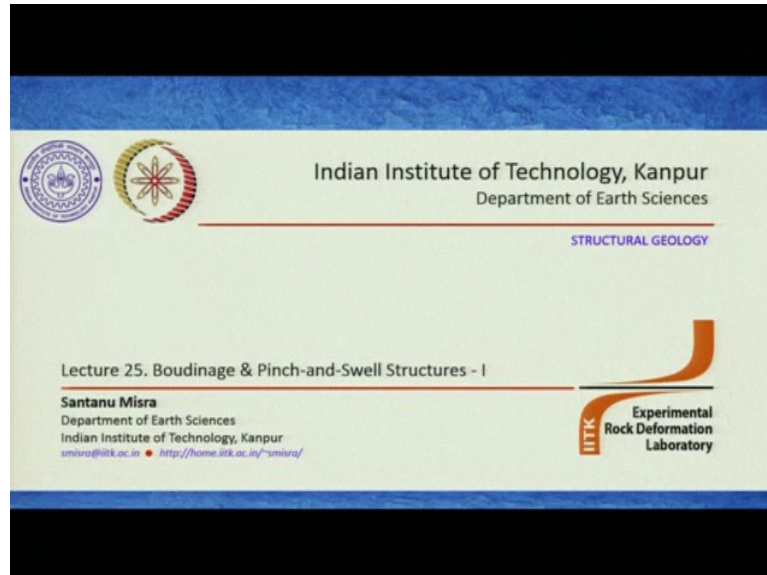 Indian Institute of Technology, Kanpur
Department of Earth Sciences
STRUCTURAL GEOLOGY
Lecture 25. Boudinage & Pinch-and-Swell Structures - I
Santanu Misra
Department of Earth Sciences
Indian Institute of Technology, Kanpur
smisra@iitk.ac.in ● http://home.iitk.ac.in/~smisra/
IITK
Experimental
Rock Deformation
Laboratory